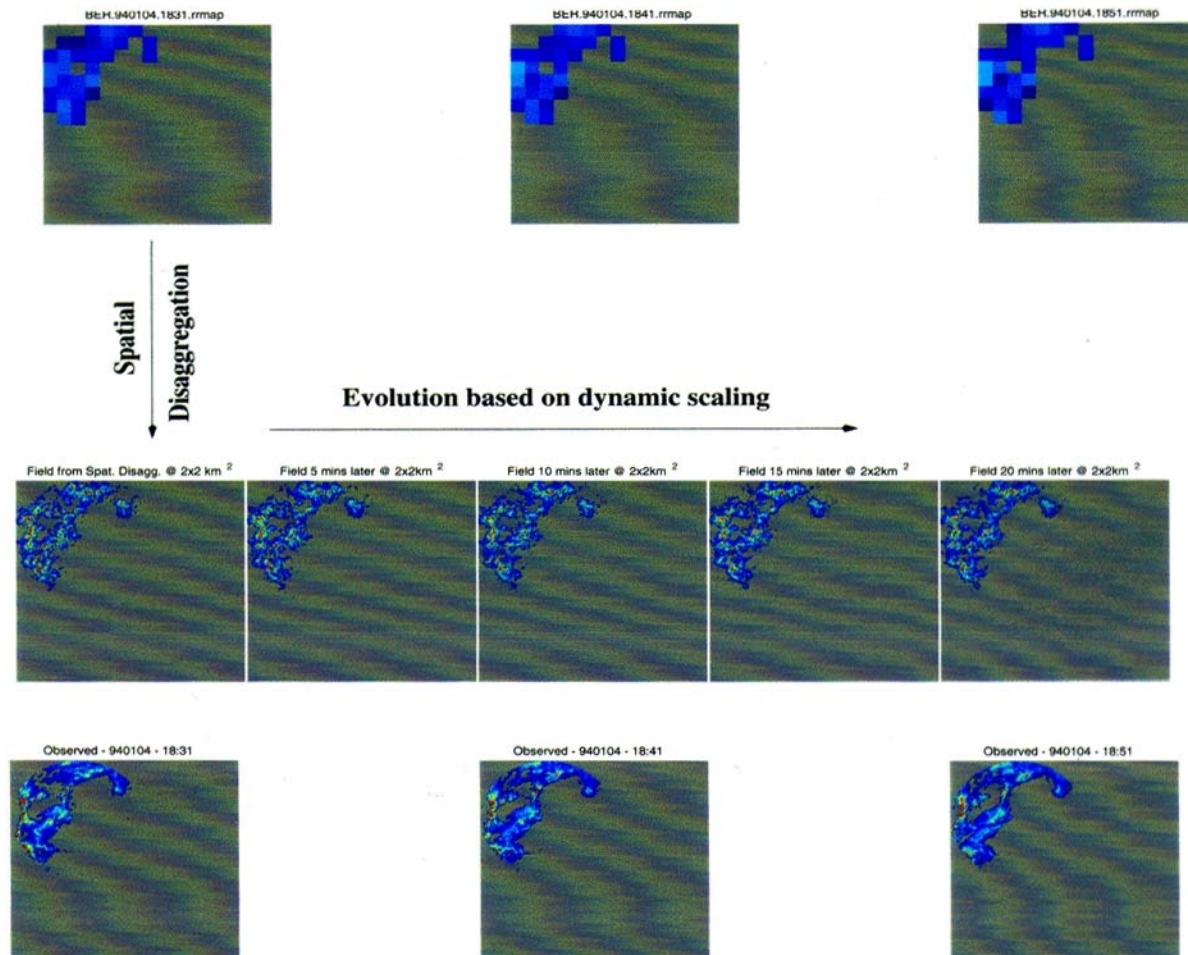 BER.940104.1831.rrmap
BER.940104.1841.rrmap
BER.940104.1851.rrmap
Spatial
Disaggregation
Evolution based on dynamic scaling
Field from Spat. Disagg. @ 2x2 km 2
Field 5 mins later @ 2x2km 2
Field 10 mins later @ 2x2km 2
Field 15 mins later @ 2x2km 2
Field 20 mins later @ 2x2km 2
Observed - 940104 - 18:31
Observed - 940104 - 18:41
Observed - 940104 - 18:51